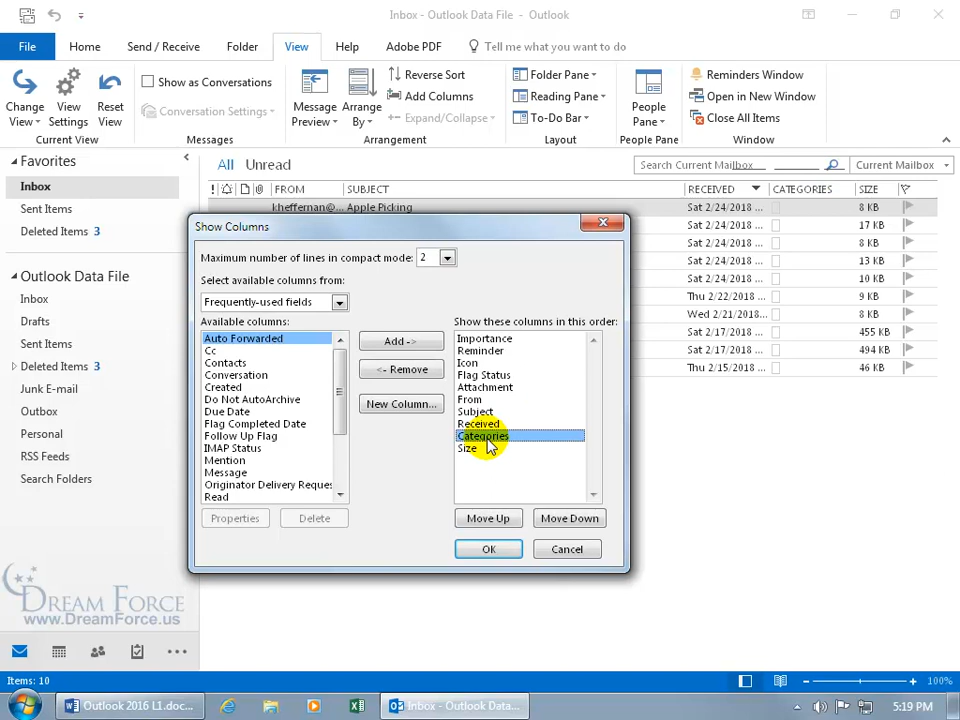 Inbox - Outlook Data File - Outlook
File Home Send / Receive Folder View Help Adobe PDF Tell me what you want to do
Change View
View Settings
Reset View
Current View
Show as Conversations
Conversation Settings
Messages
Message Preview
Arrange By
Reverse Sort
Add Columns
Expand/Collapse
Arrangement
Folder Pane
Reading Pane
To-Do Bar
Layout
People Pane
People Pane
Reminders Window
Open in New Window
Close All Items
Window
Favorites
Inbox
Sent Items
Deleted Items 3
Outlook Data File
Inbox
Drafts
Sent Items
Deleted Items 3
Junk E-mail
Outbox
Personal
RSS Feeds
Search Folders
DREAM FORCE
www.DreamForce.us
All Unread
Search Current Mailbox
Current Mailbox
! FROM SUBJECT RECEIVED CATEGORIES SIZE
kheffernan@... Apple Picking Sat 2/24/2018 ... 8 KB
Sat 2/24/2018 ... 17 KB
Sat 2/24/2018 ... 8 KB
Sat 2/24/2018 ... 13 KB
Sat 2/24/2018 ... 10 KB
Thu 2/22/2018 ... 9 KB
Wed 2/21/2018... 8 KB
Sat 2/17/2018 ... 455 KB
Sat 2/17/2018 ... 494 KB
Thu 2/15/2018 ... 46 KB
Show Columns
Maximum number of lines in compact mode: 2
Select available columns from:
Frequently-used fields
Available columns:
Auto Forwarded
Cc
Contacts
Conversation
Created
Do Not AutoArchive
Due Date
Flag Completed Date
Follow Up Flag
IMAP Status
Mention
Message
Originator Delivery Reques
Read
Properties Delete
Add ->
<- Remove
New Column...
Show these columns in this order:
Importance
Reminder
Icon
Flag Status
Attachment
From
Subject
Received
Categories
Size
Move Up Move Down
OK Cancel
Items: 10
100%
Outlook 2016 L1.doc...
Inbox - Outlook Data...
5:19 PM